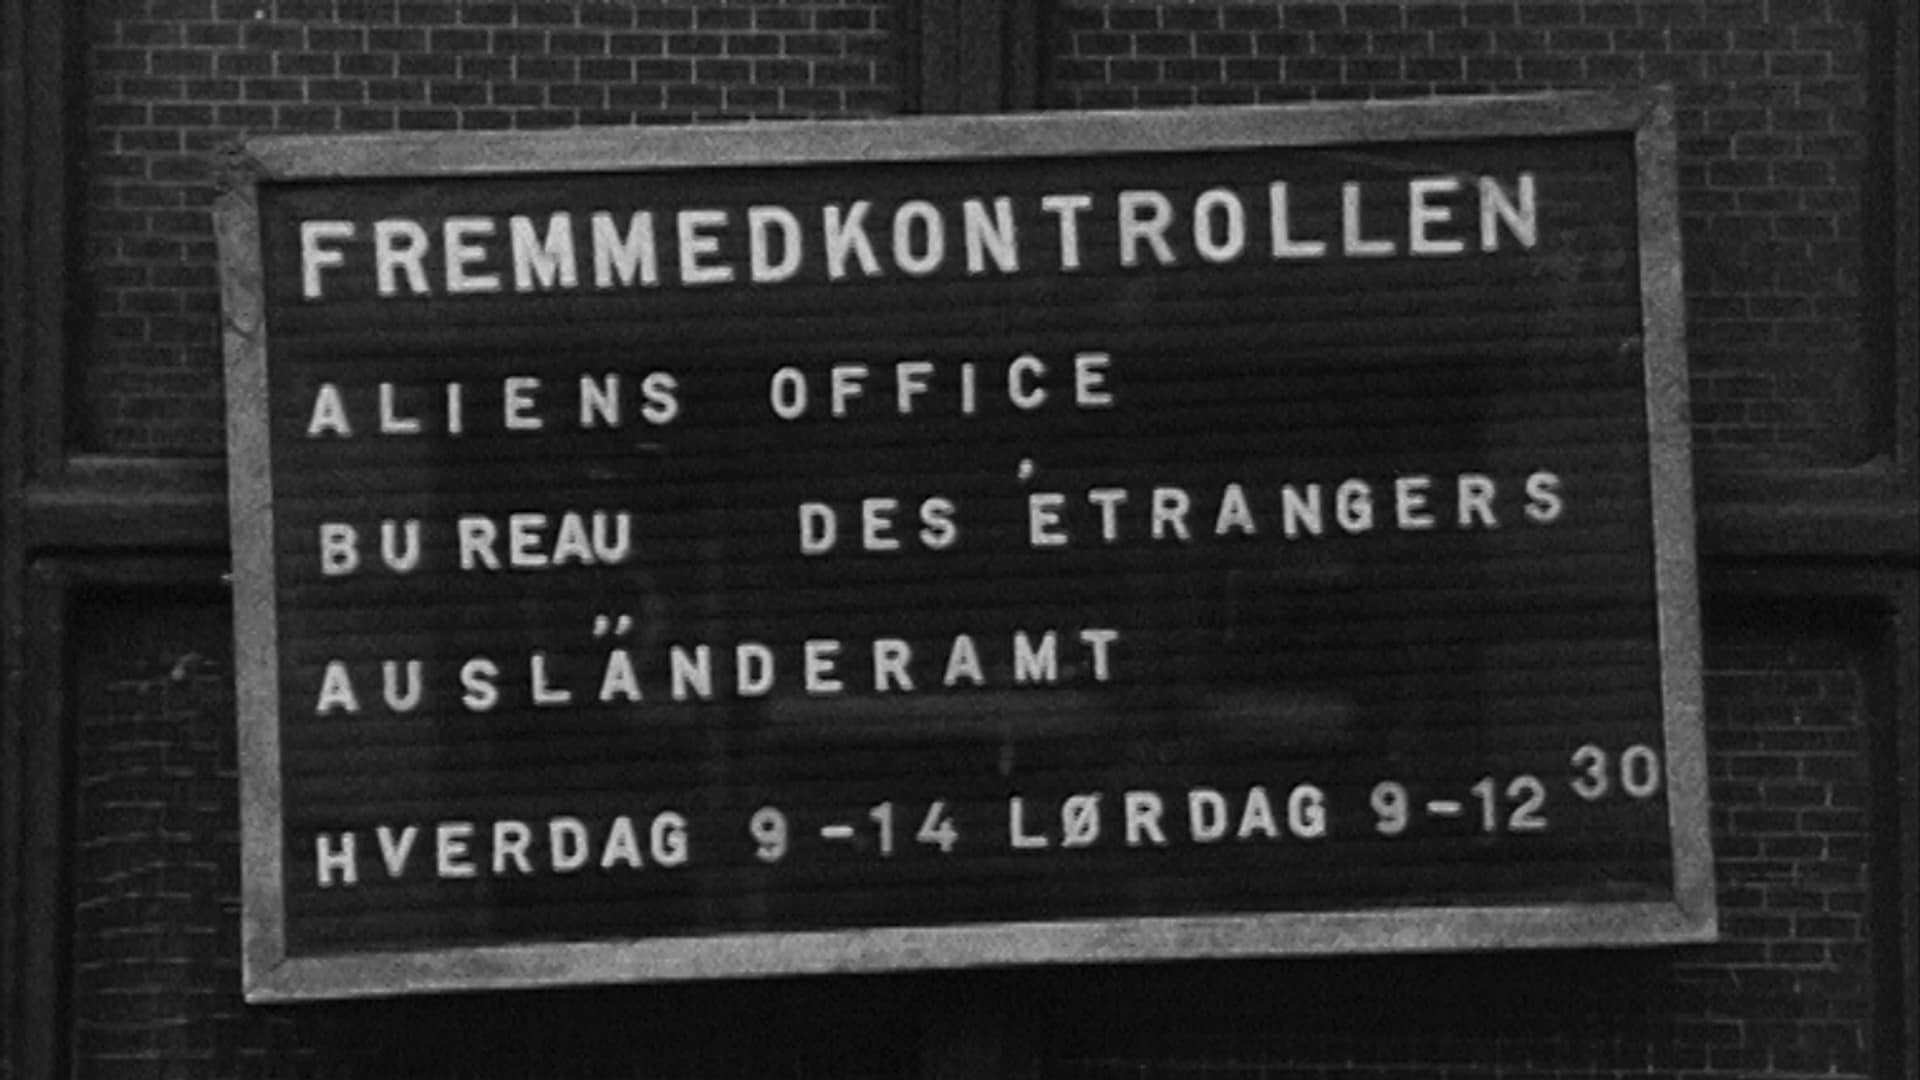 FREMMEDKONTROLLEN
ALIENS OFFICE
BUREAU DES ÉTRANGERS
AUSLÄNDERAMT
HVERDAG 9-14 LØRDAG 9-12 30